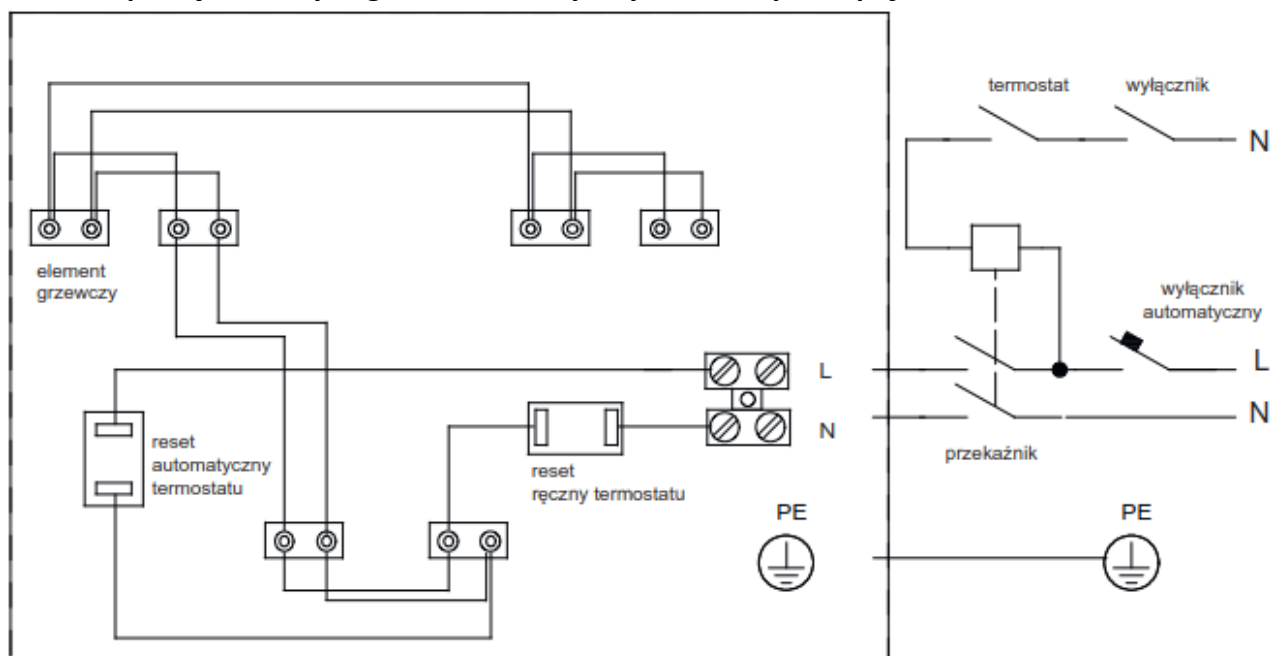 termostat wyłącznik
N
element
grzewczy
wyłącznik
automatyczny
L
L
N
N
reset
automatyczny
termostatu
reset
ręczny termostatu
przekaźnik
PE
PE